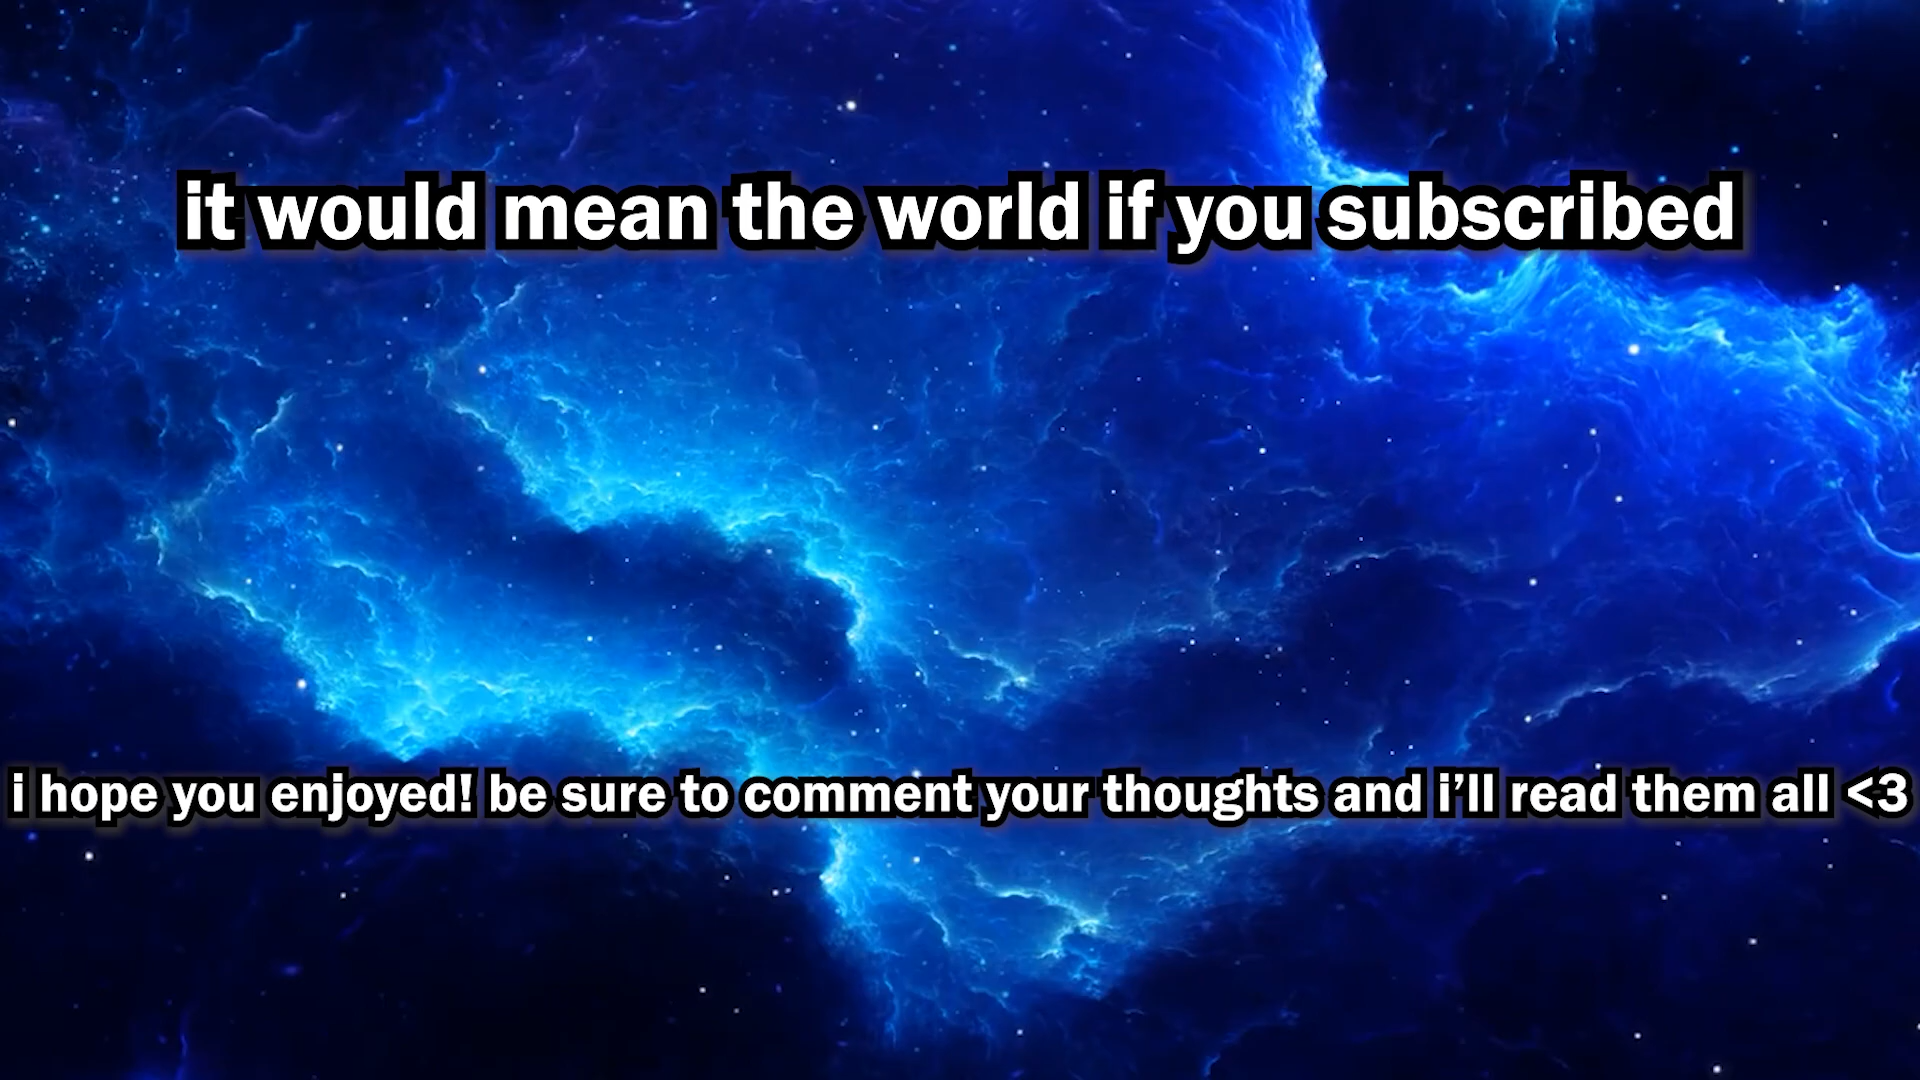 it would mean the world if you subscribed
i hope you enjoyed! be sure to comment your thoughts and i’ll read them all <3